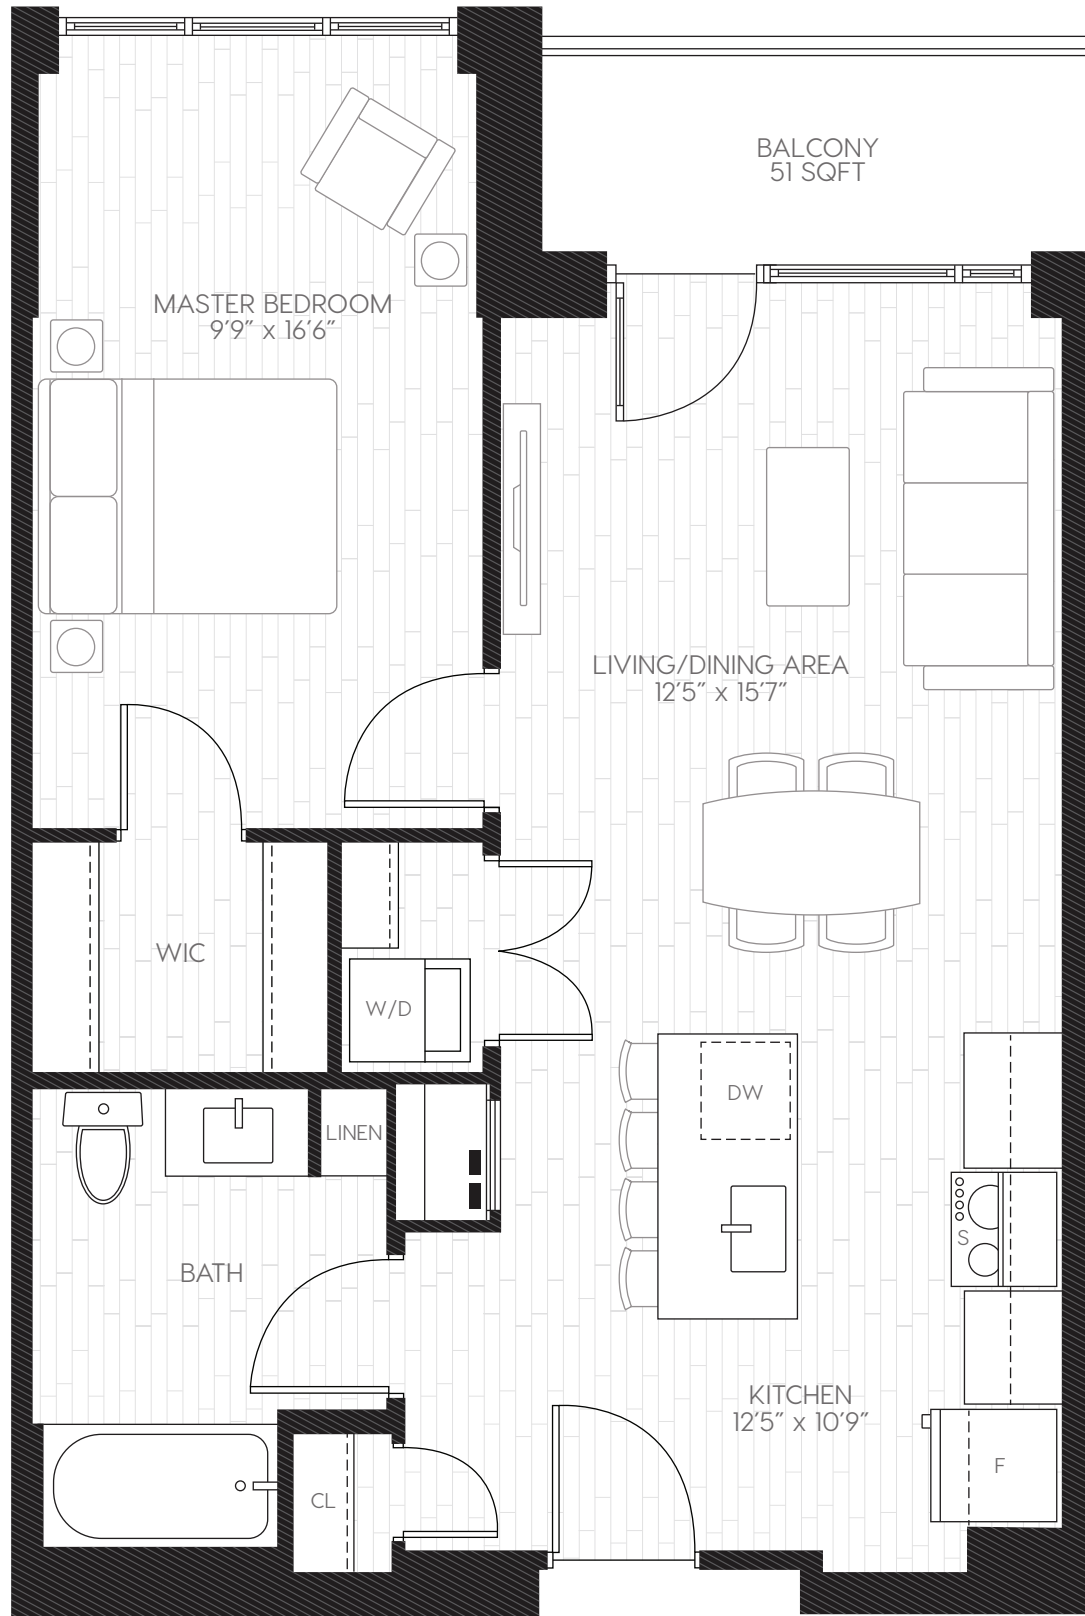 BALCONY
51 SQFT
MASTER BEDROOM
9'9" x 16'6"
LIVING/DINING AREA
12'5" x 15'7"
WIC
W/D
DW
LINEN
S
BATH
KITCHEN
12'5" x 10'9"
F
CL